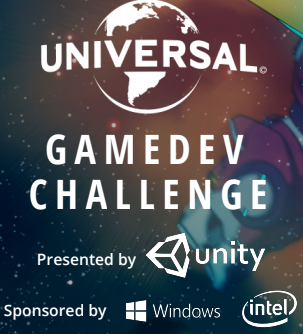 UNIVERSAL
GAMEDEV
CHALLENGE
Presented by unity
Sponsored by Windows intel